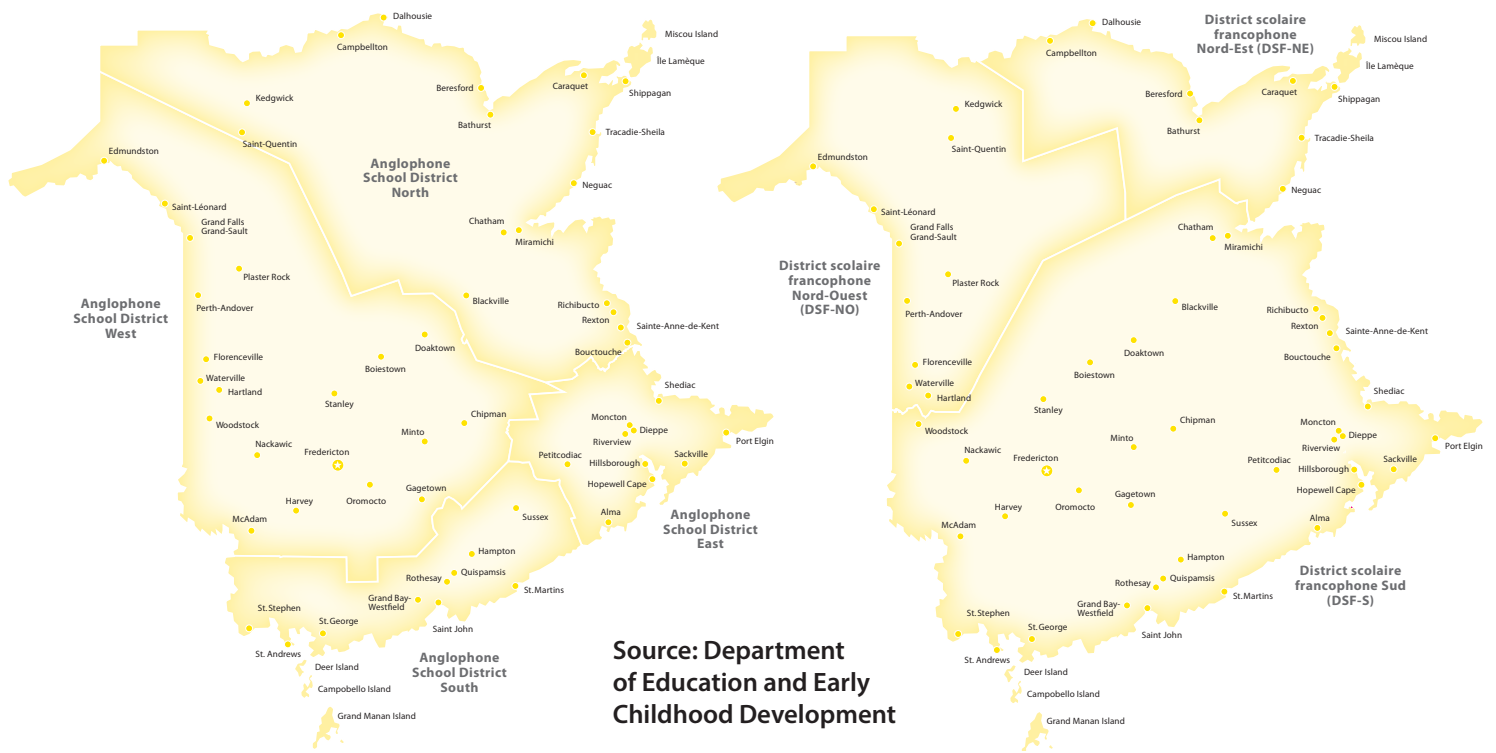 Dalhousie
Campbellton
Miscou Island
Île Lamèque
Caraquet
Shippagan
Beresford
Bathurst
Kedgwick
Saint-Quentin
Tracadie-Sheila
Edmundston
Anglophone
School District
North
Neguac
Saint-Léonard
Grand Falls
Grand-Sault
Chatham
Miramichi
Plaster Rock
Anglophone
School District
West
Perth-Andover
Blackville
Richibucto
Rexton
Sainte-Anne-de-Kent
Bouctouche
Doaktown
Boiestown
Florenceville
Waterville
Hartland
Stanley
Shediac
Woodstock
Chipman
Moncton
Dieppe
Riverview
Port Elgin
Minto
Nackawic
Fredericton
Petitcodiac
Hillsborough
Sackville
Hopewell Cape
Oromocto
Gagetown
Harvey
McAdam
Sussex
Alma
Anglophone
School District
East
Hampton
Quispamsis
Rothesay
Grand Bay-
Westfield
St. Martins
Saint John
St. Stephen
St. George
St. Andrews
Deer Island
Campobello Island
Grand Manan Island
Anglophone
School District
South
Source: Department
of Education and Early
Childhood Development
Dalhousie
Campbellton
District scolaire
francophone
Nord-Est (DSF-NE)
Miscou Island
Île Lamèque
Caraquet
Shippagan
Beresford
Bathurst
Kedgwick
Saint-Quentin
Tracadie-Sheila
Edmundston
Neguac
Saint-Léonard
Grand Falls
Grand-Sault
Chatham
Miramichi
District scolaire
francophone
Nord-Ouest
(DSF-NO)
Plaster Rock
Perth-Andover
Blackville
Richibucto
Rexton
Sainte-Anne-de-Kent
Bouctouche
Doaktown
Boiestown
Florenceville
Waterville
Hartland
Stanley
Shediac
Woodstock
Chipman
Moncton
Dieppe
Riverview
Port Elgin
Minto
Nackawic
Fredericton
Petitcodiac
Hillsborough
Sackville
Hopewell Cape
Oromocto
Gagetown
Harvey
McAdam
Sussex
Alma
Hampton
Quispamsis
Rothesay
Grand Bay-
Westfield
St. Martins
Saint John
District scolaire
francophone Sud
(DSF-S)
St. Stephen
St. George
St. Andrews
Deer Island
Campobello Island
Grand Manan Island